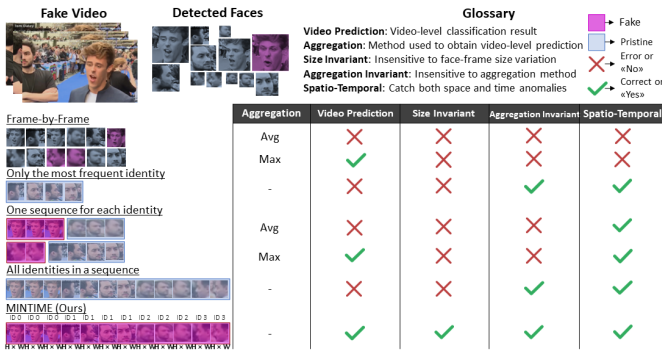 Fake Video
Detected Faces
Glossary
Video Prediction: Video-level classification result
Aggregation: Method used to obtain video-level prediction
Size Invariant: Insensitive to face-frame size variation
Aggregation Invariant: Insensitive to aggregation method
Spatio-Temporal: Catch both space and time anomalies
Fake
Pristine
Error or
«No»
Correct or
«Yes»
Aggregation Video Prediction Size Invariant Aggregation Invariant Spatio-Temporal
Frame-by-Frame
Avg
Max
Only the most frequent identity
-
One sequence for each identity
Avg
Max
All identities in a sequence
-
MINTIME (Ours)
ID 0 ID 0 ID 0 ID 1 ID 1 ID 1 ID 1 ID 2 ID 2 ID 2 ID 3 ID 3
-
H × W H × W H × W H × W H × W H × W H × W H × W H × W H × W H × W H × W